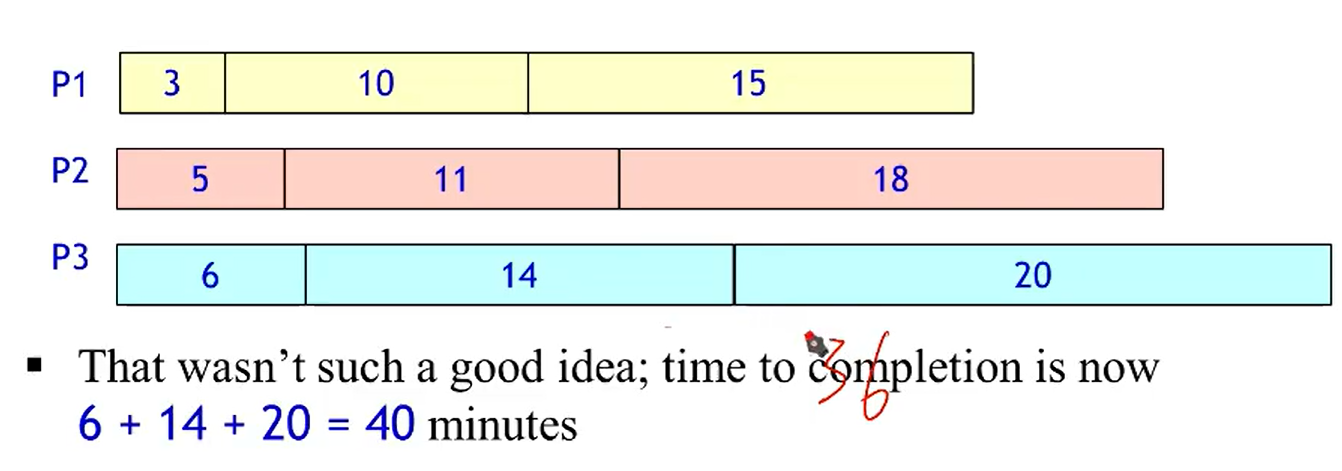 P1 3 10 15
P2 5 11 18
P3 6 14 20
36
▪ That wasn’t such a good idea; time to completion is now
6 + 14 + 20 = 40 minutes